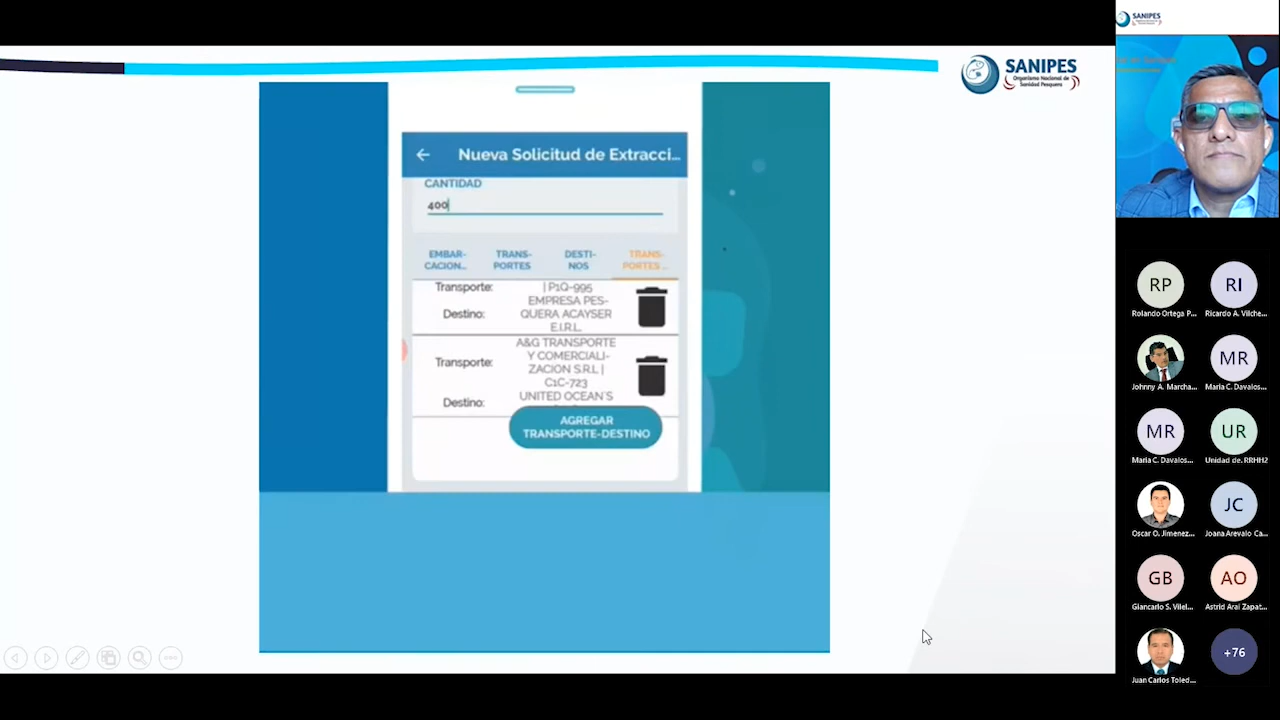 SANIPES
Organismo Nacional de
Sanidad Pesquera
Nueva Solicitud de Extracci...
CANTIDAD
400
EMBAR-
CACION...
TRANS-
PORTES
DESTI-
NOS
TRANS-
PORTES ...
Transporte:
| P1Q-995
EMPRESA PES-
Destino:
QUERA ACAYSER
E.I.R.L.
A&G TRANSPORTE
Y COMERCIALI-
Transporte:
ZACION S.R.L |
C1C-723
UNITED OCEAN'S
Destino:
AGREGAR
TRANSPORTE-DESTINO
SANIPES
RP
Rolando Ortega P...
RI
Ricardo A. Vilche...
Johnny A. Marcha...
MR
Maria C. Davalos...
MR
Maria C. Davalos...
UR
Unidad de. RRHH2
Oscar O. Jimenez...
JC
Joana Arevalo Ca...
GB
Giancarlo S. Vilel...
AO
Astrid Arai Zapat...
Juan Carlos Toled...
+76